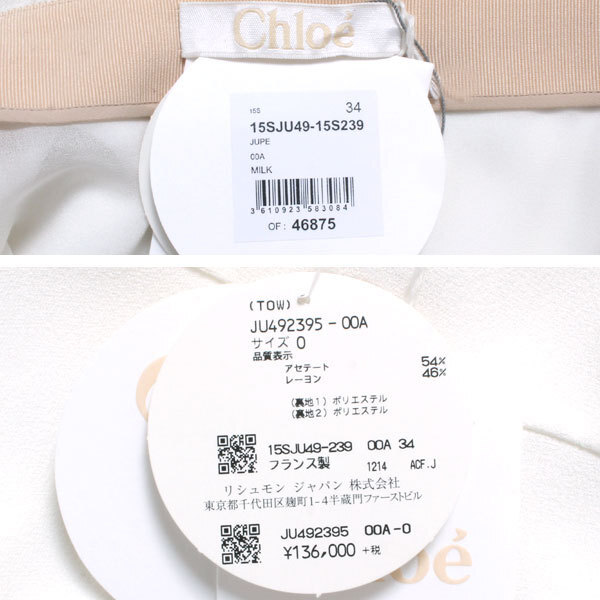 Chloé
15S 34
15SJU49-15S239
JUPE
00A
MILK
3 610923 583084
OF : 46875
(TOW)
JU492395-00A
サイズ 0
品質表示
アセテート 54%
レーヨン 46%
(裏地1) ポリエステル
(裏地2) ポリエステル
15SJU49-239 00A 34
フランス製 1214 ACF.J
リシュモン ジャパン 株式会社
東京都千代田区麹町1-4半蔵門ファーストビル
JU492395 00A-0
¥136,000 +税